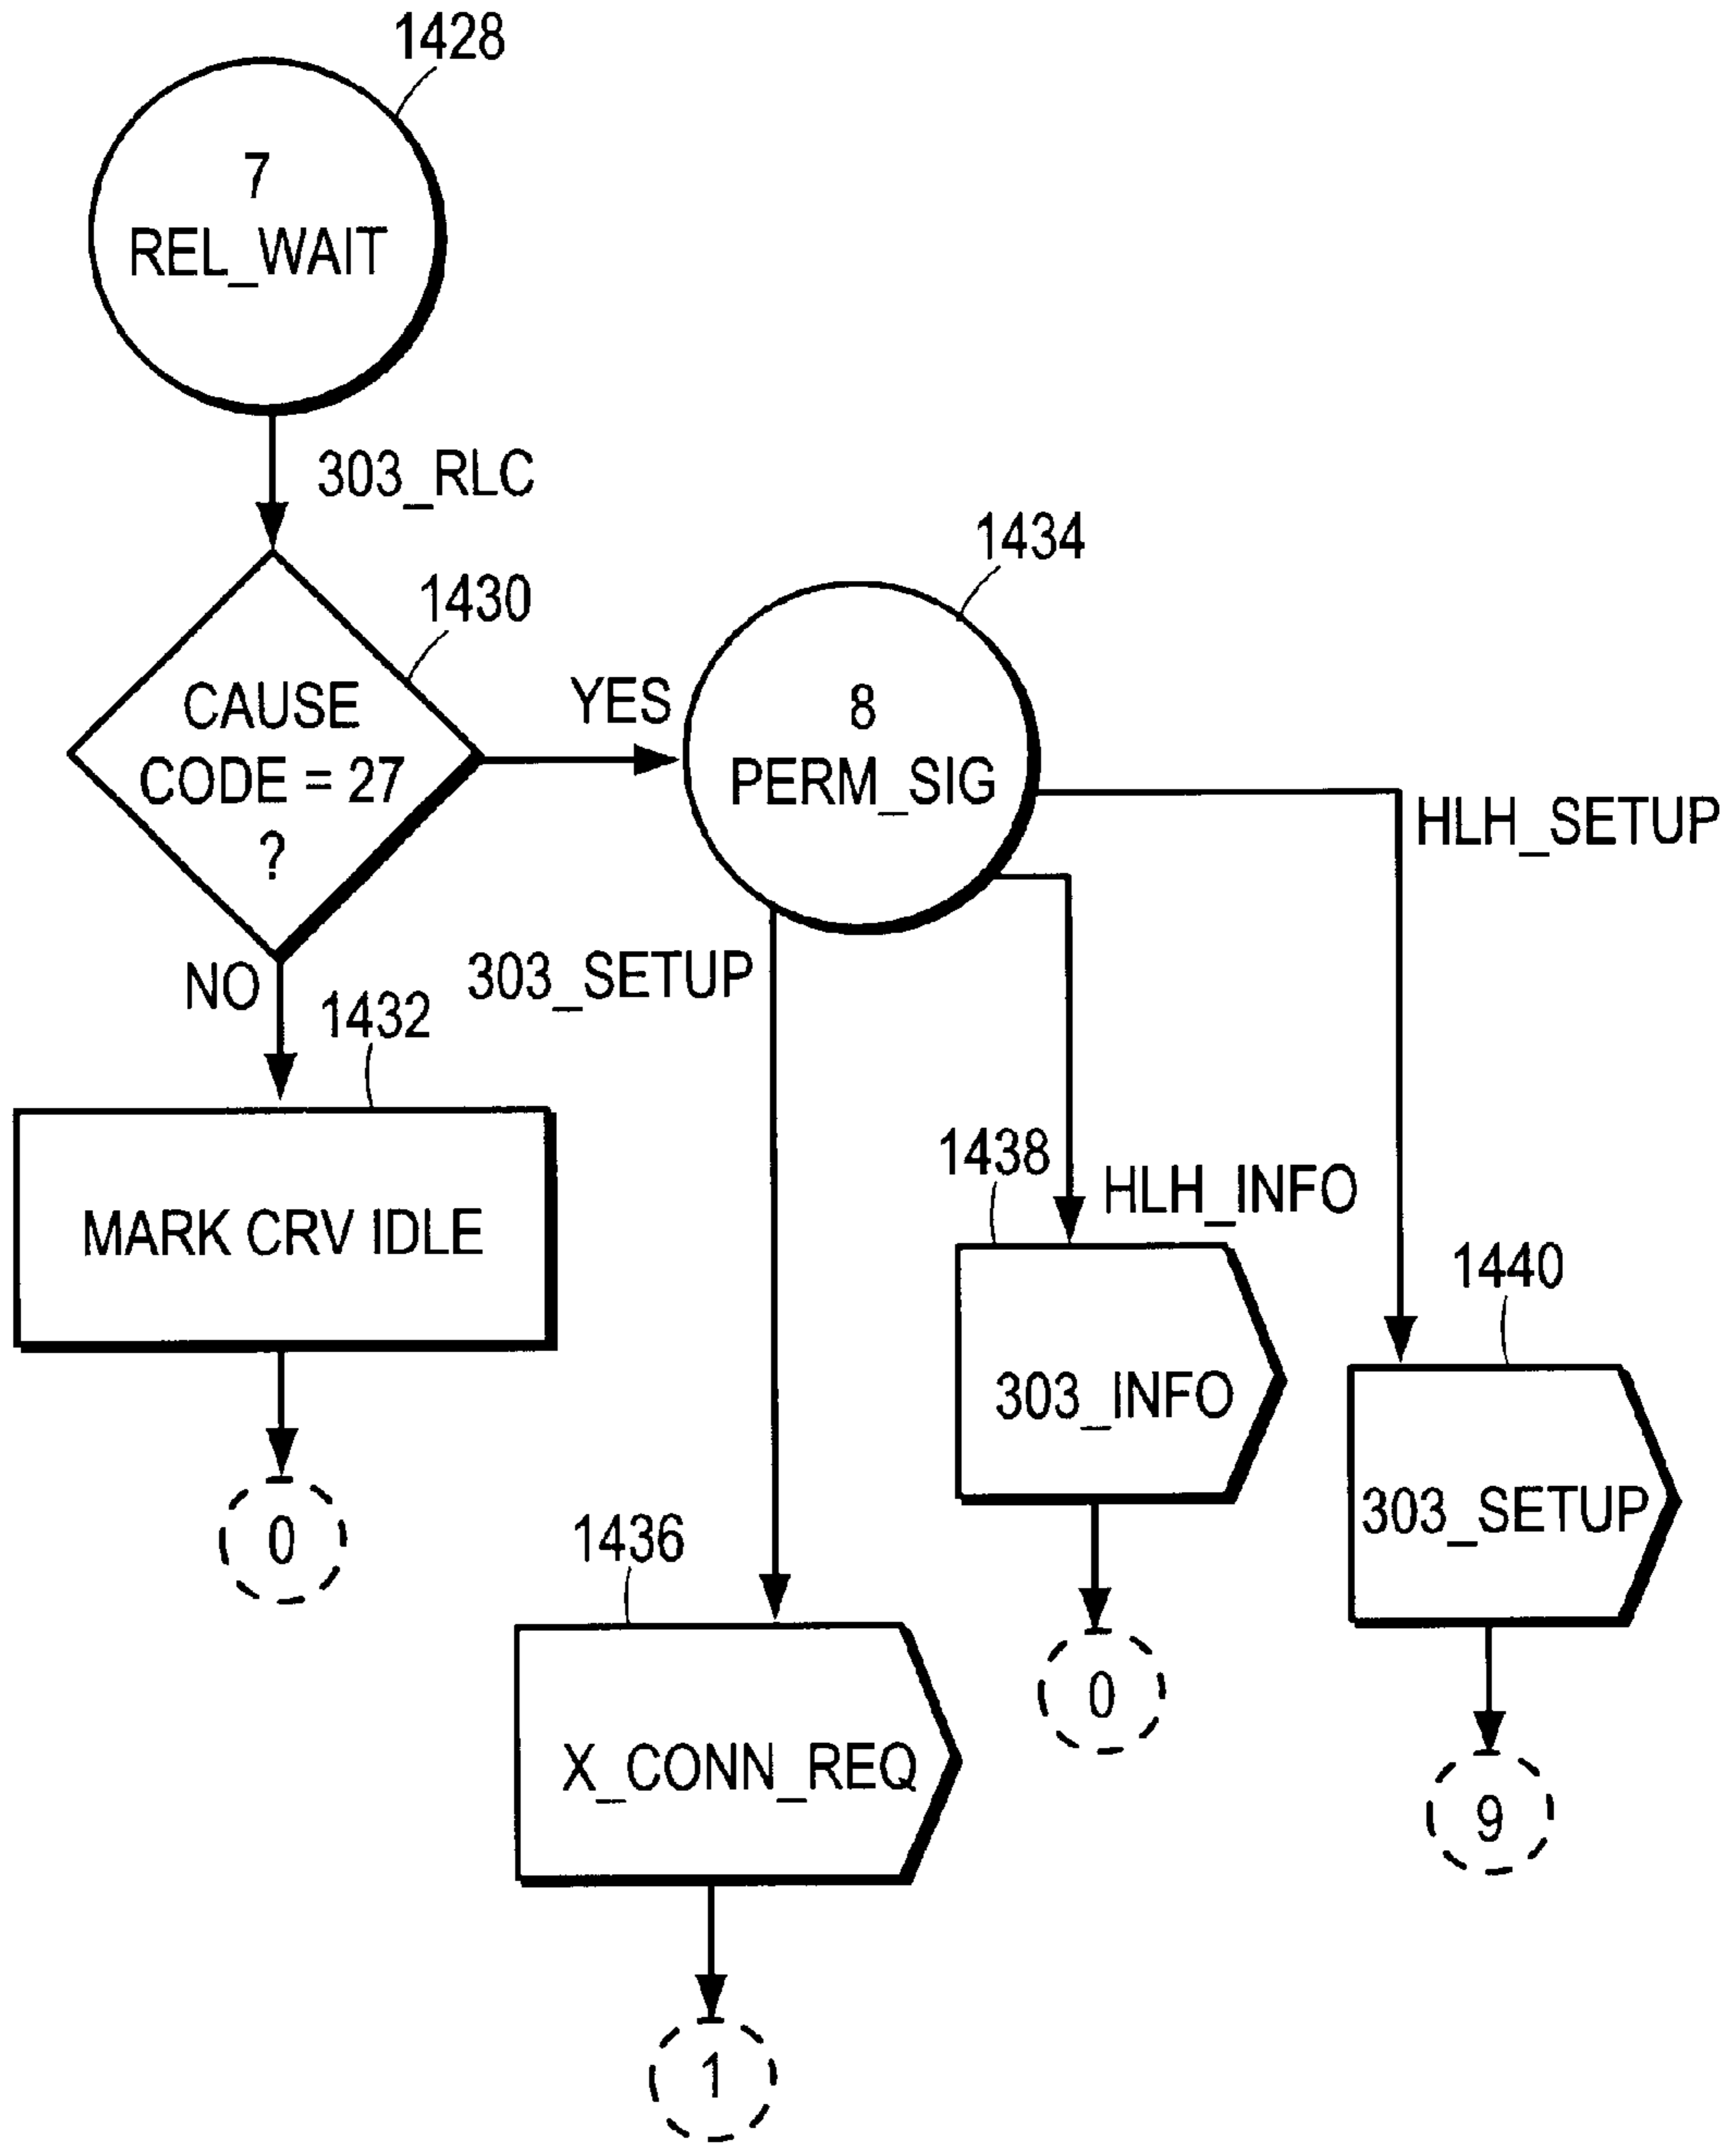 1428
7
REL_WAIT
303_RLC
1430
CAUSE
CODE = 27
?
YES
1434
8
PERM_SIG
HLH_SETUP
NO
303_SETUP
1432
MARK CRV IDLE
0
1438
HLH_INFO
303_INFO
0
1440
303_SETUP
9
1436
X_CONN_REQ
1